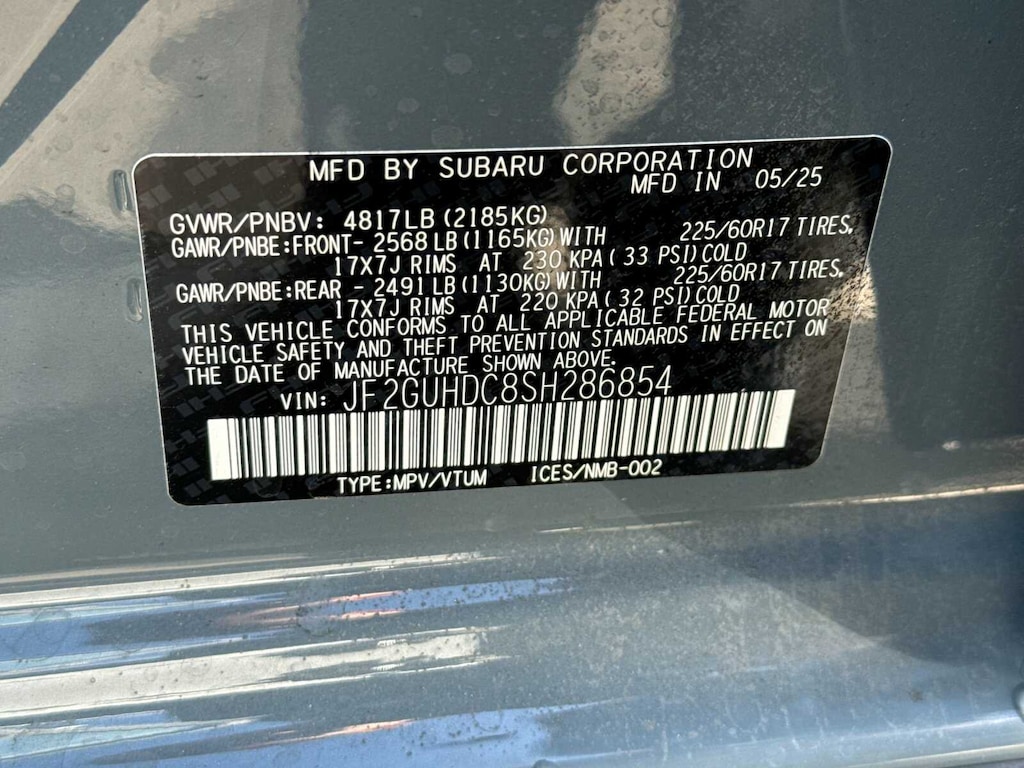 MFD BY SUBARU CORPORATION
MFD IN 05/25
GVWR/PNBV: 4817LB (2185KG)
GAWR/PNBE:FRONT- 2568LB (1165KG) WITH 225/60R17 TIRES,
17X7J RIMS AT 230 KPA (33 PSI) COLD
GAWR/PNBE:REAR - 2491LB (1130KG) WITH 225/60R17 TIRES,
17X7J RIMS AT 220 KPA (32 PSI) COLD
THIS VEHICLE CONFORMS TO ALL APPLICABLE FEDERAL MOTOR
VEHICLE SAFETY AND THEFT PREVENTION STANDARDS IN EFFECT ON
THE DATE OF MANUFACTURE SHOWN ABOVE.
VIN: JF2GUHDC8SH286854
TYPE:MPV/VTUM ICES/NMB-002